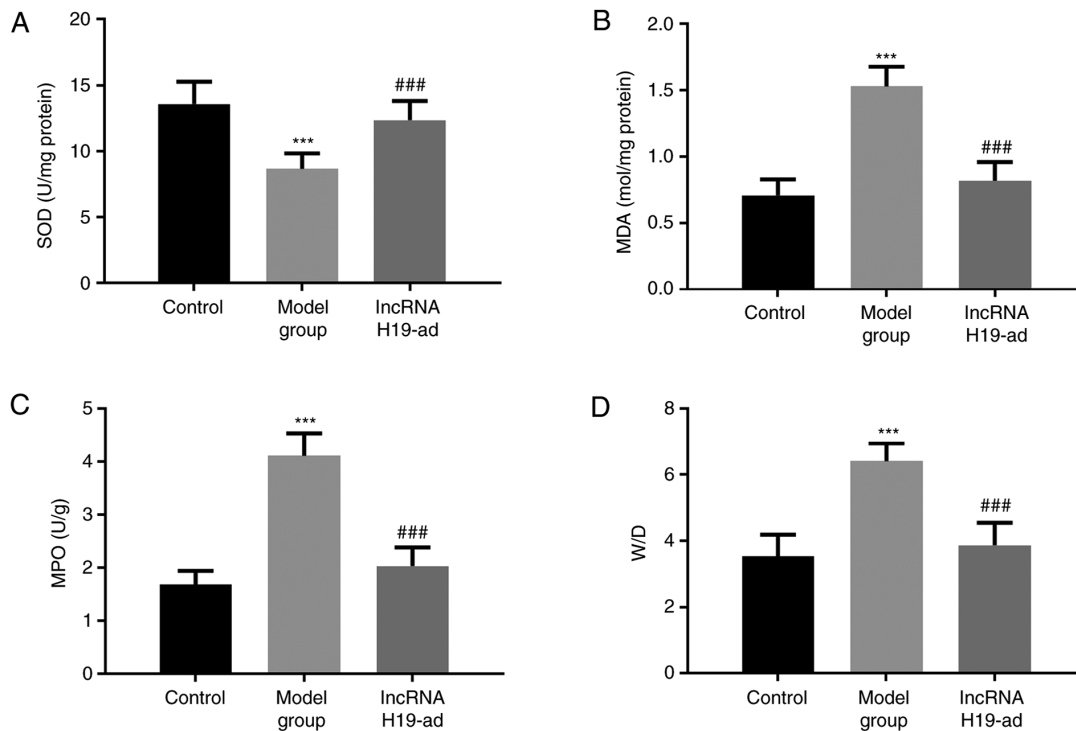 A
SOD (U/mg protein)
20
15
10
5
0
***
###
Control
Model
group
lncRNA
H19-ad
B
MDA (mol/mg protein)
2.0
1.5
1.0
0.5
0.0
***
###
Control
Model
group
lncRNA
H19-ad
C
MPO (U/g)
5
4
3
2
1
0
***
###
Control
Model
group
lncRNA
H19-ad
D
W/D
8
6
4
2
0
***
###
Control
Model
group
lncRNA
H19-ad